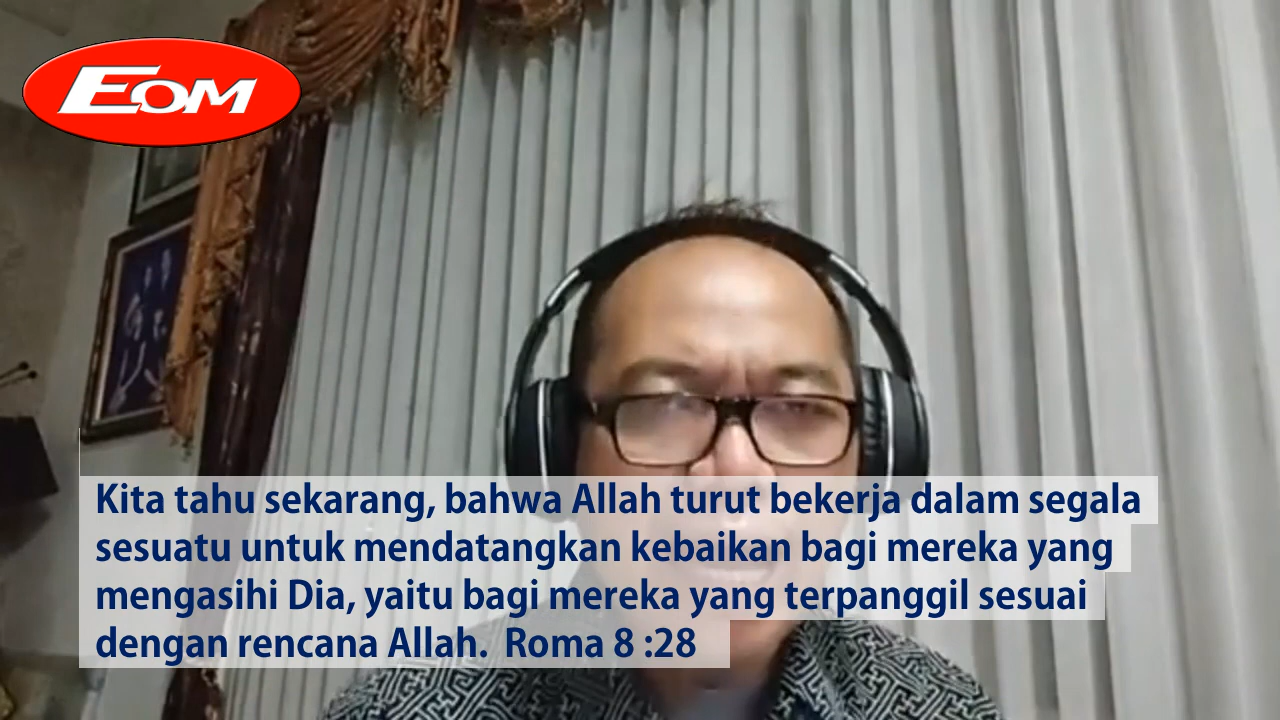 EOM
Kita tahu sekarang, bahwa Allah turut bekerja dalam segala
sesuatu untuk mendatangkan kebaikan bagi mereka yang
mengasihi Dia, yaitu bagi mereka yang terpanggil sesuai
dengan rencana Allah.  Roma 8 :28